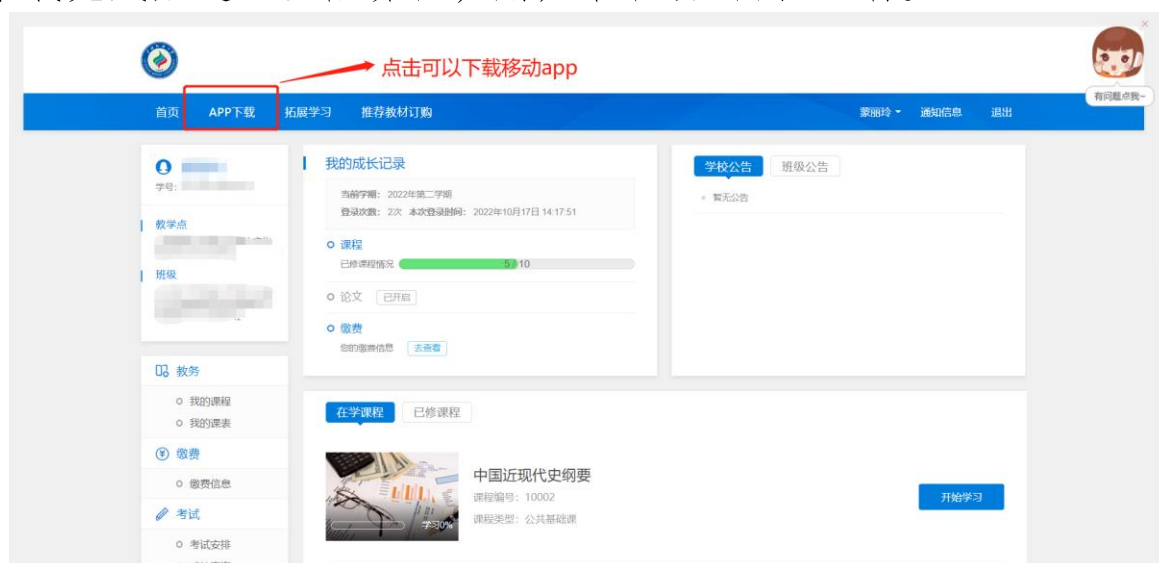 点击可以下载移动app
有问题点我~
首页 APP下载 拓展学习 推荐教材订购 蒙丽玲 通知信息 退出
学号:
教学点
班级
我的成长记录
当前学期: 2022年第二学期
登录次数: 2次 本次登录时间: 2022年10月17日 14:17:51
课程
已修课程情况 5 / 10
论文 已开启
缴费
您的缴费信息 去查看
学校公告 班级公告
暂无公告
教务
我的课程
我的课表
缴费
缴费信息
考试
考试安排
在学课程 已修课程
学习0%
中国近现代史纲要
课程编号: 10002
课程类型: 公共基础课
开始学习